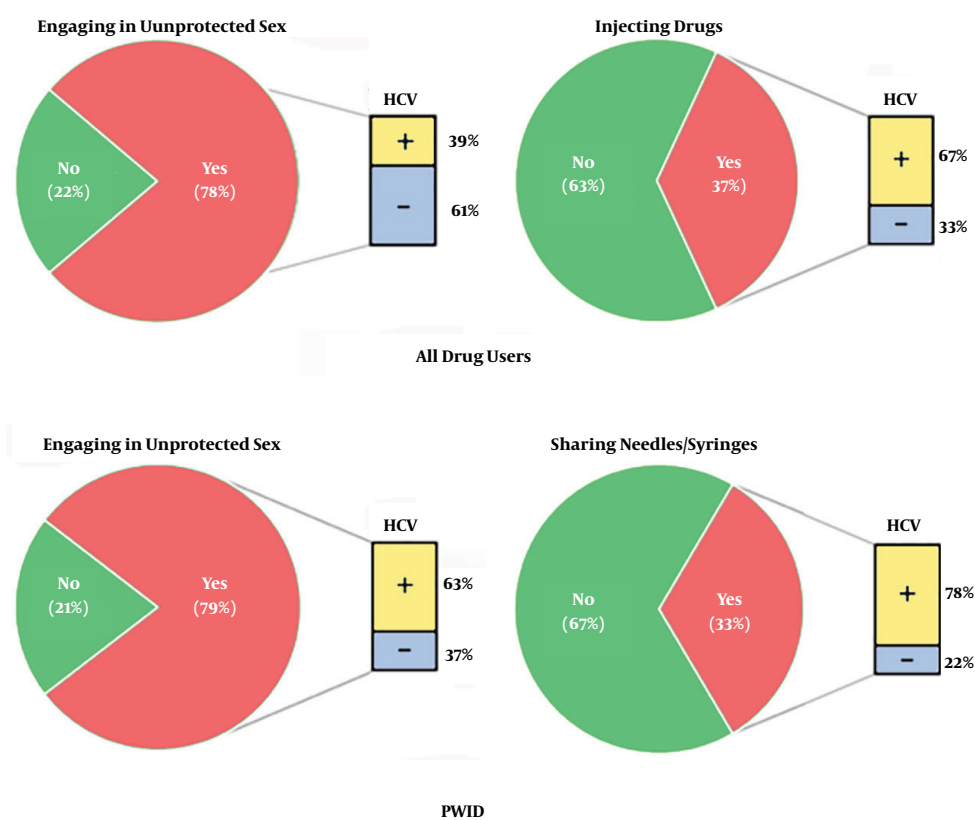 Engaging in Uunprotected Sex
No
(22%)
Yes
(78%)
HCV
+
39%
−
61%
Injecting Drugs
No
(63%)
Yes
37%)
HCV
+
67%
−
33%
All Drug Users
Engaging in Unprotected Sex
No
(21%)
Yes
(79%)
HCV
+
63%
−
37%
Sharing Needles/Syringes
No
(67%)
Yes
(33%)
HCV
+
78%
−
22%
PWID